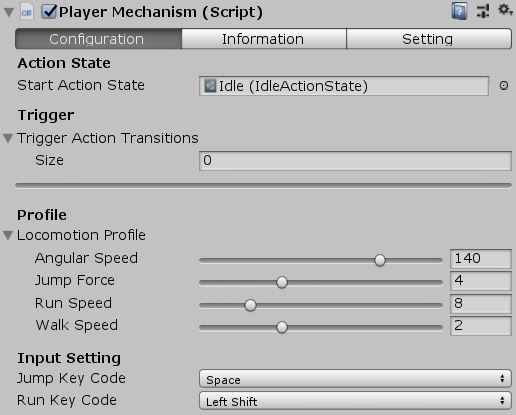 Player Mechanism (Script)
Configuration Information Setting
Action State
Start Action State Idle (IdleActionState)
Trigger
Trigger Action Transitions
Size 0
Profile
Locomotion Profile
Angular Speed 140
Jump Force 4
Run Speed 8
Walk Speed 2
Input Setting
Jump Key Code Space
Run Key Code Left Shift